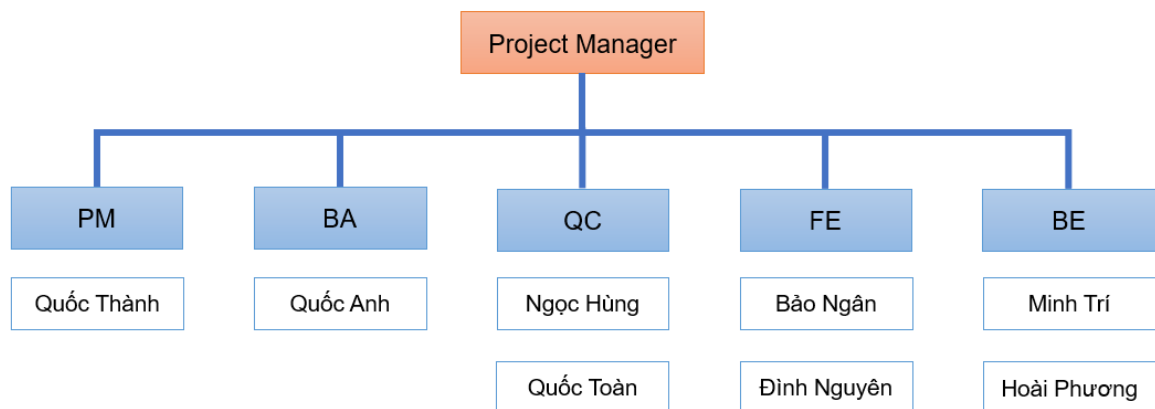 Project Manager
PM
BA
QC
FE
BE
Quốc Thành
Quốc Anh
Ngọc Hùng
Bảo Ngân
Minh Trí
Quốc Toàn
Đình Nguyên
Hoài Phương